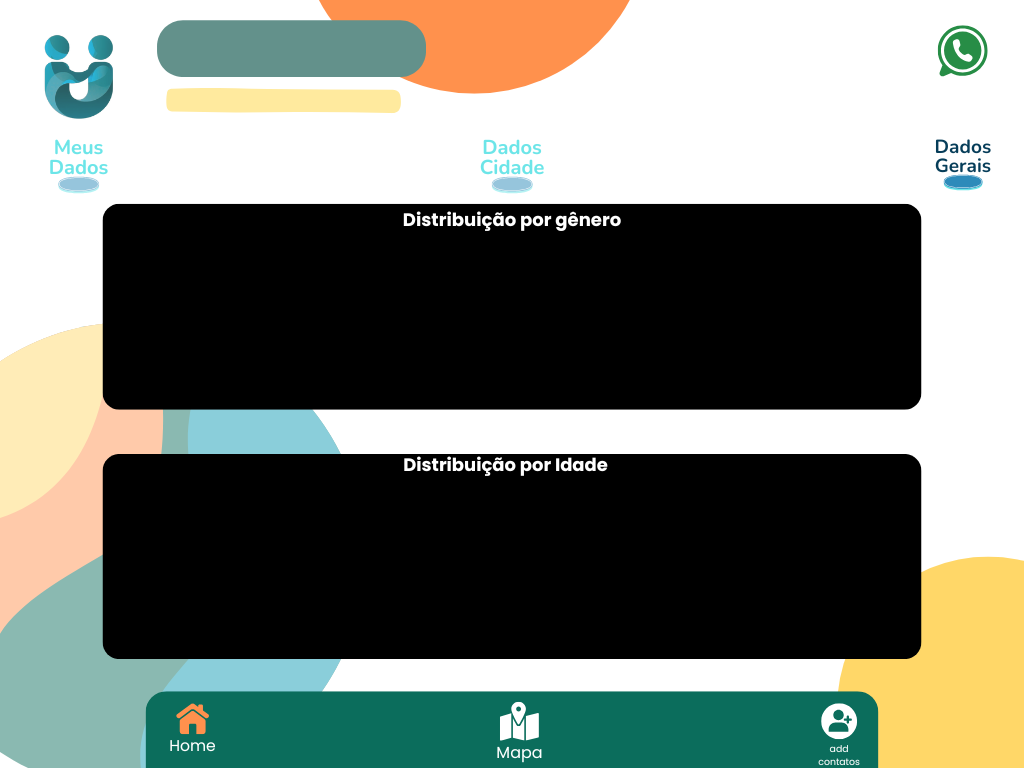 Meus
Dados
Dados
Cidade
Dados
Gerais
Distribuição por gênero
Distribuição por Idade
Home
Mapa
add
contatos